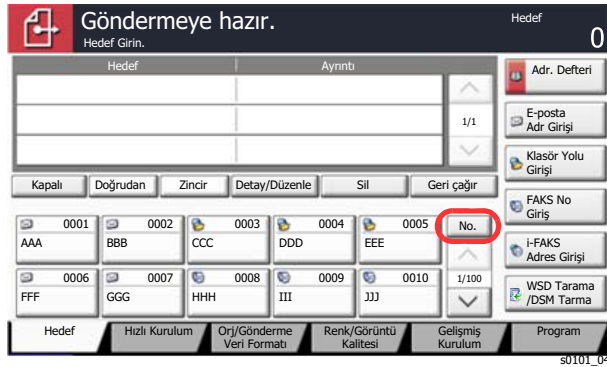 Göndermeye hazır.
Hedef Girin.
Hedef
0
Hedef Ayrıntı
1/1
Adr. Defteri
E-posta
Adr Girişi
Klasör Yolu
Girişi
FAKS No
Giriş
i-FAKS
Adres Girişi
WSD Tarama
/DSM Tarma
Kapalı Doğrudan Zincir Detay/Düzenle Sil Geri çağır
0001 0002 0003 0004 0005 No.
AAA BBB CCC DDD EEE
0006 0007 0008 0009 0010 1/100
FFF GGG HHH III JJJ
Hedef
Hızlı Kurulum
Orj/Gönderme
Veri Formatı
Renk/Görüntü
Kalitesi
Gelişmiş
Kurulum
Program
s0101_04